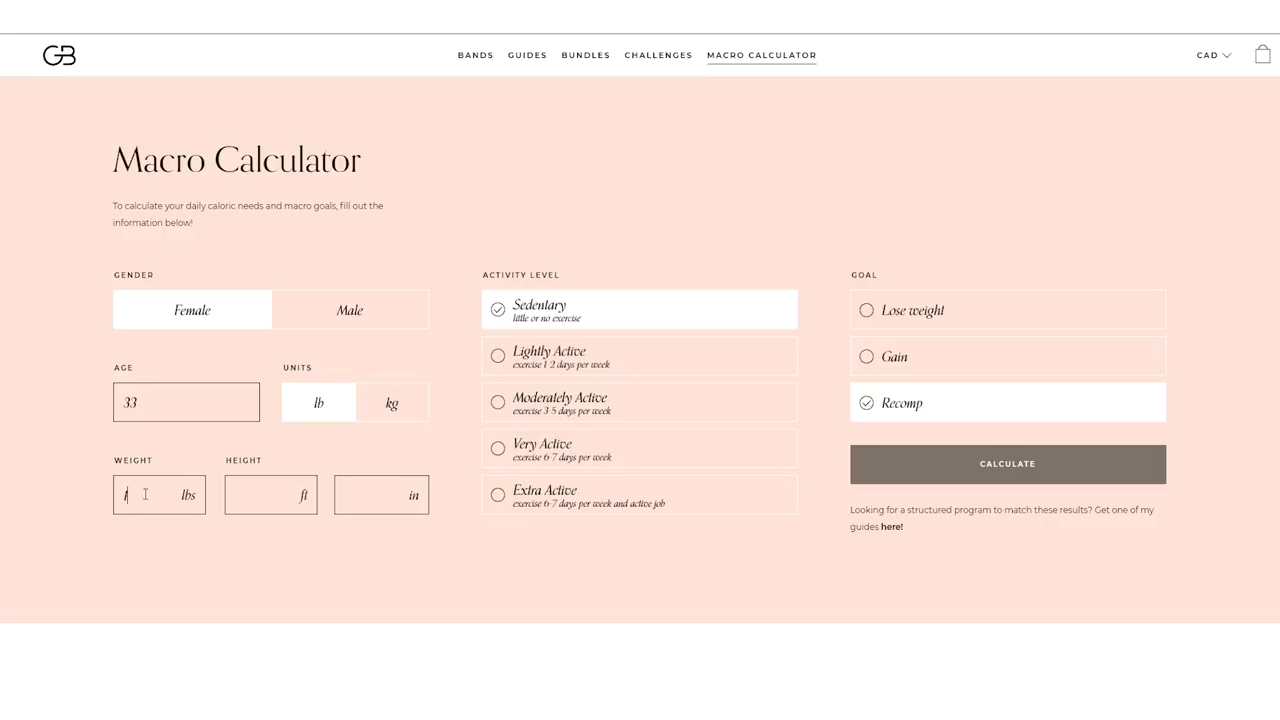 GB
BANDS GUIDES BUNDLES CHALLENGES MACRO CALCULATOR
CAD
Macro Calculator
To calculate your daily caloric needs and macro goals, fill out the
information below!
GENDER
Female Male
AGE
33
UNITS
lb kg
WEIGHT
1 lbs
HEIGHT
ft
in
ACTIVITY LEVEL
Sedentary
little or no exercise
Lightly Active
exercise 1-2 days per week
Moderately Active
exercise 3-5 days per week
Very Active
exercise 6-7 days per week
Extra Active
exercise 6-7 days per week and active job
GOAL
Lose weight
Gain
Recomp
CALCULATE
Looking for a structured program to match these results? Get one of my
guides here!